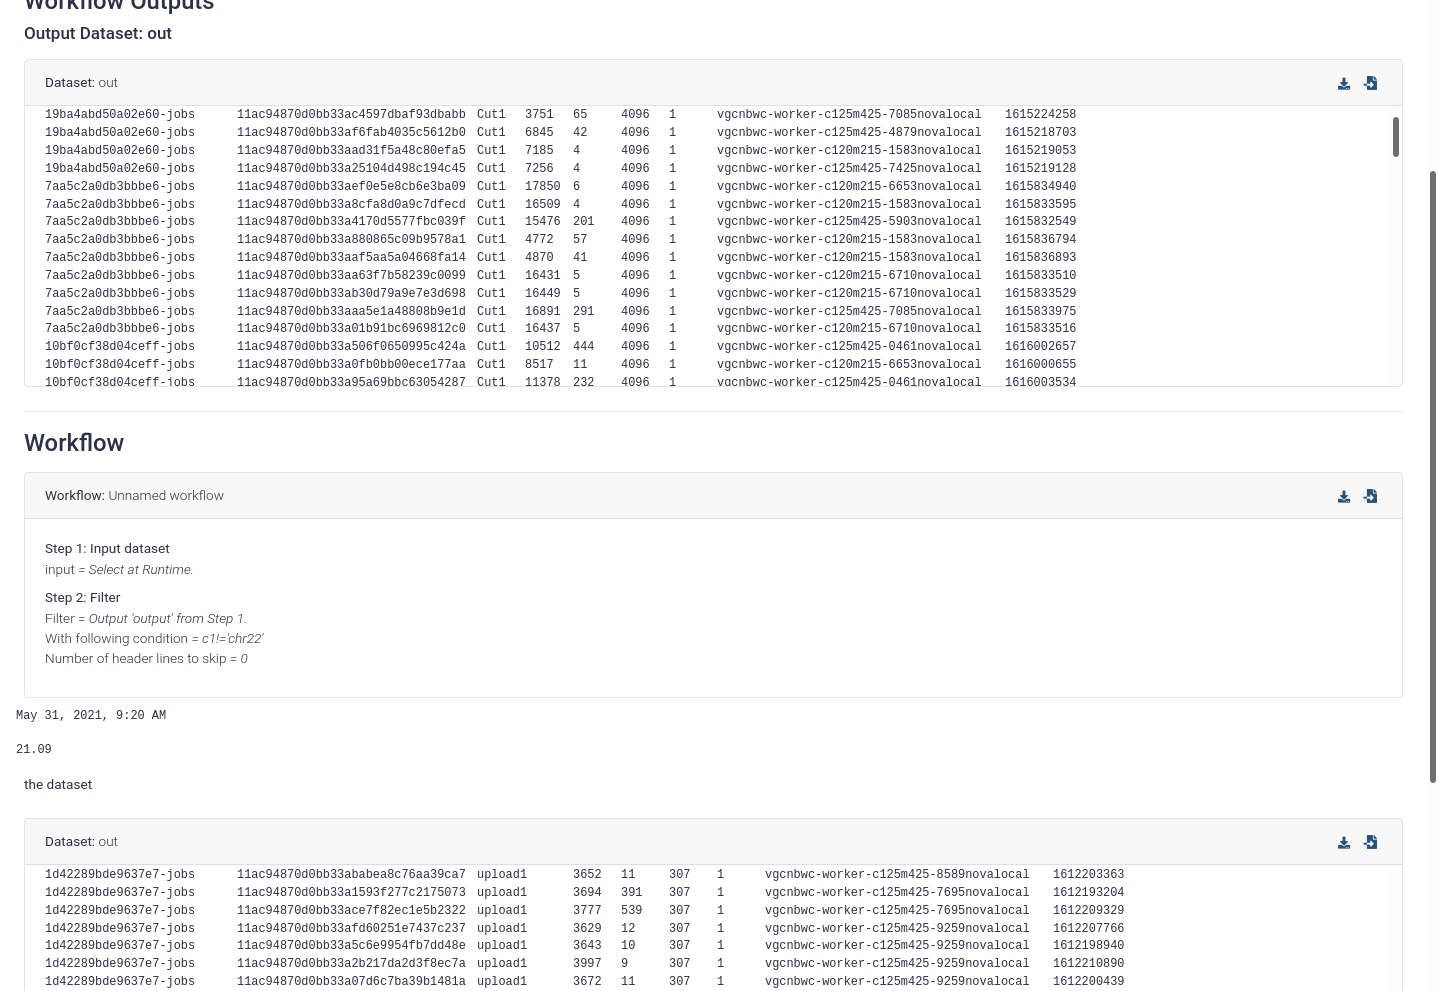 Workflow Outputs
Output Dataset: out
Dataset: out
19ba4abd50a02e60-jobs 11ac94870d0bb33ac4597dbaf93dbabb Cut1 3751 65 4096 1 vgcnbwc-worker-c125m425-7085novalocal 1615224258
19ba4abd50a02e60-jobs 11ac94870d0bb33af6fab4035c5612b0 Cut1 6845 42 4096 1 vgcnbwc-worker-c125m425-4879novalocal 1615218703
19ba4abd50a02e60-jobs 11ac94870d0bb33aad31f5a48c80efa5 Cut1 7185 4 4096 1 vgcnbwc-worker-c120m215-1583novalocal 1615219053
19ba4abd50a02e60-jobs 11ac94870d0bb33a25104d498c194c45 Cut1 7256 4 4096 1 vgcnbwc-worker-c125m425-7425novalocal 1615219128
7aa5c2a0db3bbbe6-jobs 11ac94870d0bb33aef0e5e8cb6e3ba09 Cut1 17850 6 4096 1 vgcnbwc-worker-c120m215-6653novalocal 1615834940
7aa5c2a0db3bbbe6-jobs 11ac94870d0bb33a8cfa8d0a9c7dfecd Cut1 16509 4 4096 1 vgcnbwc-worker-c120m215-1583novalocal 1615833595
7aa5c2a0db3bbbe6-jobs 11ac94870d0bb33a4170d5577fbc039f Cut1 15476 201 4096 1 vgcnbwc-worker-c125m425-5903novalocal 1615832549
7aa5c2a0db3bbbe6-jobs 11ac94870d0bb33a880865c09b9578a1 Cut1 4772 57 4096 1 vgcnbwc-worker-c120m215-1583novalocal 1615836794
7aa5c2a0db3bbbe6-jobs 11ac94870d0bb33aaf5aa5a04668fa14 Cut1 4870 41 4096 1 vgcnbwc-worker-c120m215-1583novalocal 1615836893
7aa5c2a0db3bbbe6-jobs 11ac94870d0bb33aa63f7b58239c0099 Cut1 16431 5 4096 1 vgcnbwc-worker-c120m215-6710novalocal 1615833510
7aa5c2a0db3bbbe6-jobs 11ac94870d0bb33ab30d79a9e7e3d698 Cut1 16449 5 4096 1 vgcnbwc-worker-c120m215-6710novalocal 1615833529
7aa5c2a0db3bbbe6-jobs 11ac94870d0bb33aaa5e1a48808b9e1d Cut1 16891 291 4096 1 vgcnbwc-worker-c125m425-7085novalocal 1615833975
7aa5c2a0db3bbbe6-jobs 11ac94870d0bb33a01b91bc6969812c0 Cut1 16437 5 4096 1 vgcnbwc-worker-c120m215-6710novalocal 1615833516
10bf0cf38d04ceff-jobs 11ac94870d0bb33a506f0650995c424a Cut1 10512 444 4096 1 vgcnbwc-worker-c125m425-0461novalocal 1616002657
10bf0cf38d04ceff-jobs 11ac94870d0bb33a0fb0bb00ece177aa Cut1 8517 11 4096 1 vgcnbwc-worker-c120m215-6653novalocal 1616000655
10bf0cf38d04ceff-jobs 11ac94870d0bb33a95a69bbc63054287 Cut1 11378 232 4096 1 vgcnbwc-worker-c125m425-0461novalocal 1616003534
Workflow
Workflow: Unnamed workflow
Step 1: Input dataset
input = Select at Runtime.
Step 2: Filter
Filter = Output 'output' from Step 1.
With following condition = c1!='chr22'
Number of header lines to skip = 0
May 31, 2021, 9:20 AM
21.09
the dataset
Dataset: out
1d42289bde9637e7-jobs 11ac94870d0bb33ababea8c76aa39ca7 upload1 3652 11 307 1 vgcnbwc-worker-c125m425-8589novalocal 1612203363
1d42289bde9637e7-jobs 11ac94870d0bb33a1593f277c2175073 upload1 3694 391 307 1 vgcnbwc-worker-c125m425-7695novalocal 1612193204
1d42289bde9637e7-jobs 11ac94870d0bb33ace7f82ec1e5b2322 upload1 3777 539 307 1 vgcnbwc-worker-c125m425-7695novalocal 1612209329
1d42289bde9637e7-jobs 11ac94870d0bb33afd60251e7437c237 upload1 3629 12 307 1 vgcnbwc-worker-c125m425-9259novalocal 1612207766
1d42289bde9637e7-jobs 11ac94870d0bb33a5c6e9954fb7dd48e upload1 3643 10 307 1 vgcnbwc-worker-c125m425-9259novalocal 1612198940
1d42289bde9637e7-jobs 11ac94870d0bb33a2b217da2d3f8ec7a upload1 3997 9 307 1 vgcnbwc-worker-c125m425-9259novalocal 1612210890
1d42289bde9637e7-jobs 11ac94870d0bb33a07d6c7ba39b1481a upload1 3672 11 307 1 vgcnbwc-worker-c125m425-9259novalocal 1612200439